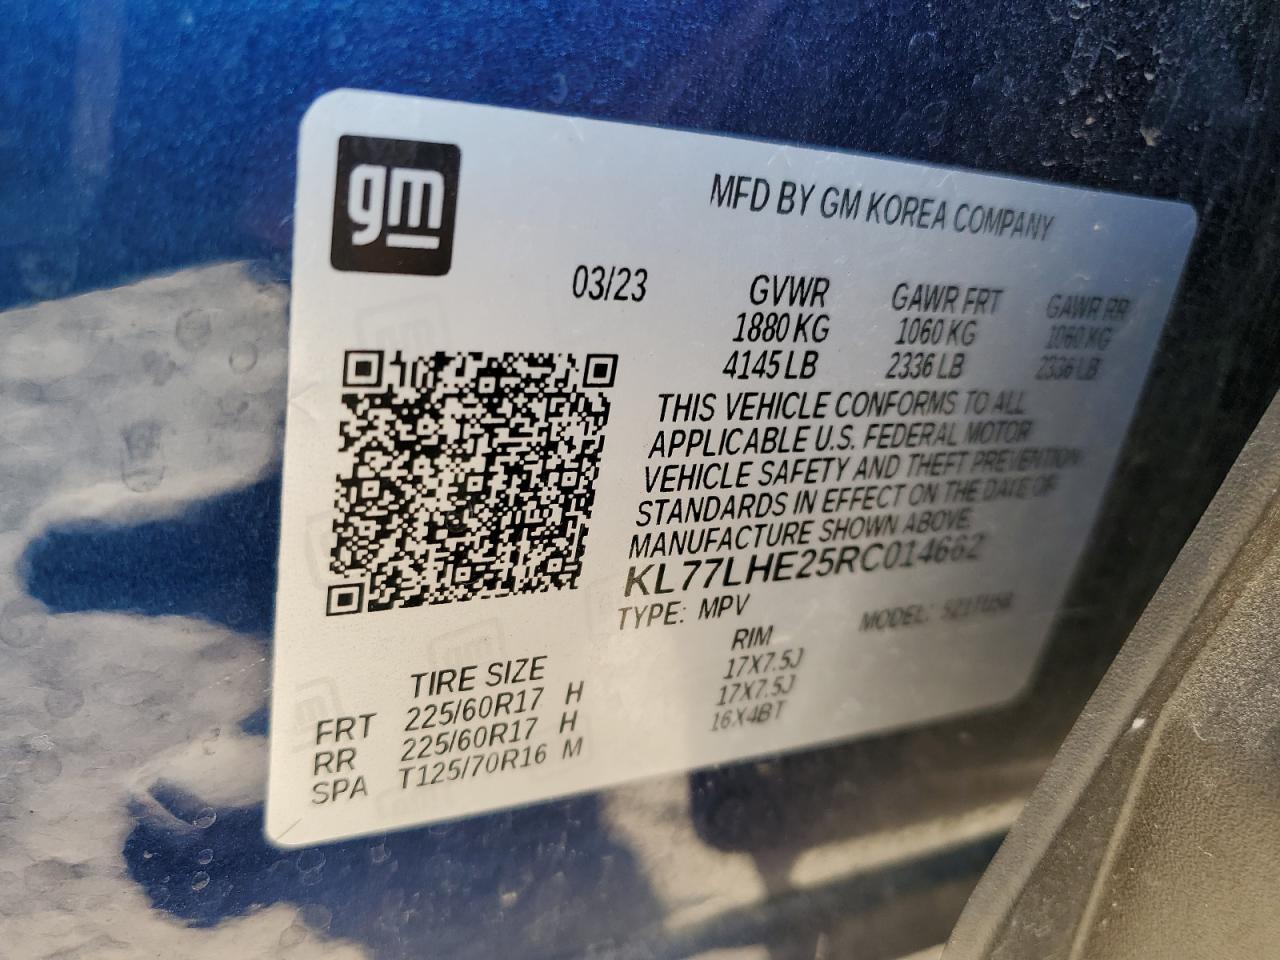 gm
MFD BY GM KOREA COMPANY
03/23 GVWR GAWR FRT GAWR RR
1880 KG 1060 KG 1060 KG
4145 LB 2336 LB 2336 LB
THIS VEHICLE CONFORMS TO ALL
APPLICABLE U.S. FEDERAL MOTOR
VEHICLE SAFETY AND THEFT PREVENTION
STANDARDS IN EFFECT ON THE DATE OF
MANUFACTURE SHOWN ABOVE
KL77LHE25RC014662
TYPE: MPV MODEL:
TIRE SIZE RIM
FRT 225/60R17 H 17X7.5J
RR 225/60R17 H 17X7.5J
SPA T125/70R16 M 16X4BT